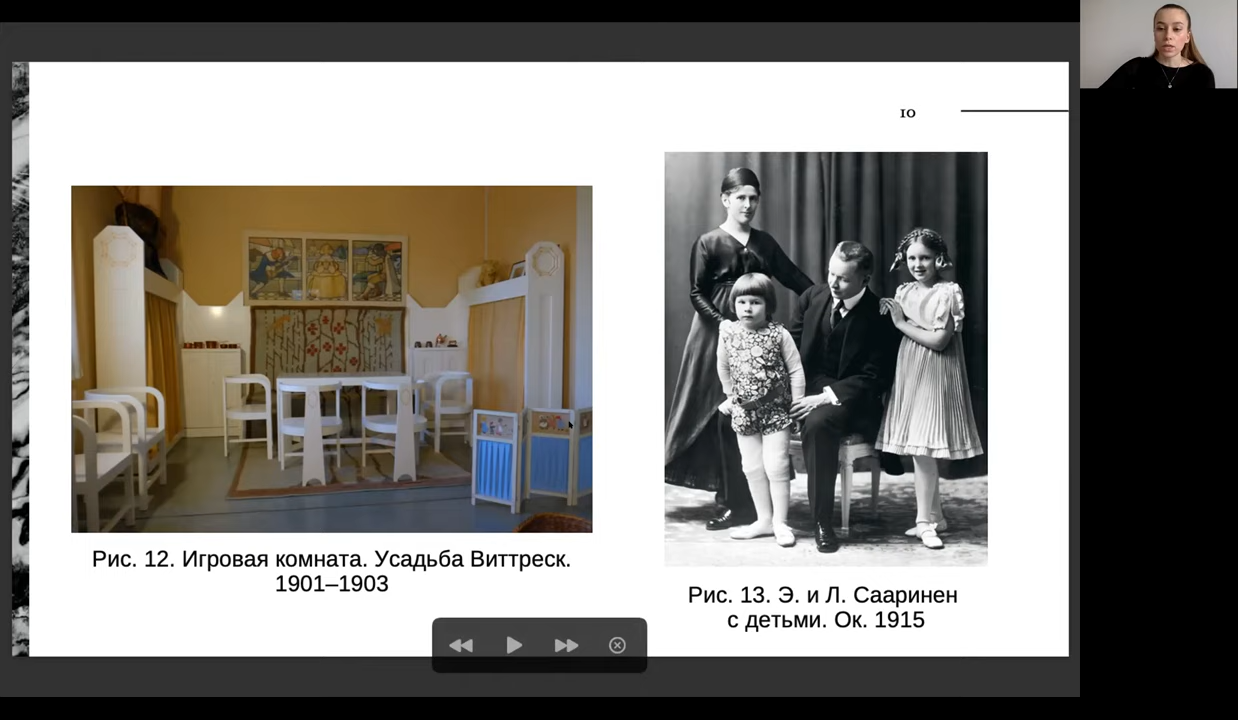 10
Рис. 12. Игровая комната. Усадьба Виттреск.
1901–1903
Рис. 13. Э. и Л. Сааринен
с детьми. Ок. 1915